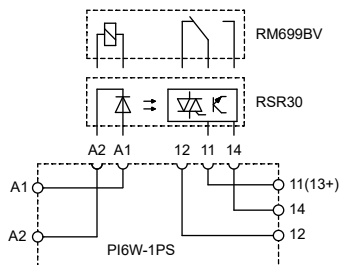 RM699BV
RSR30
A2 A1 12 11 14
A1 11(13+)
14
A2 12
PI6W-1PS